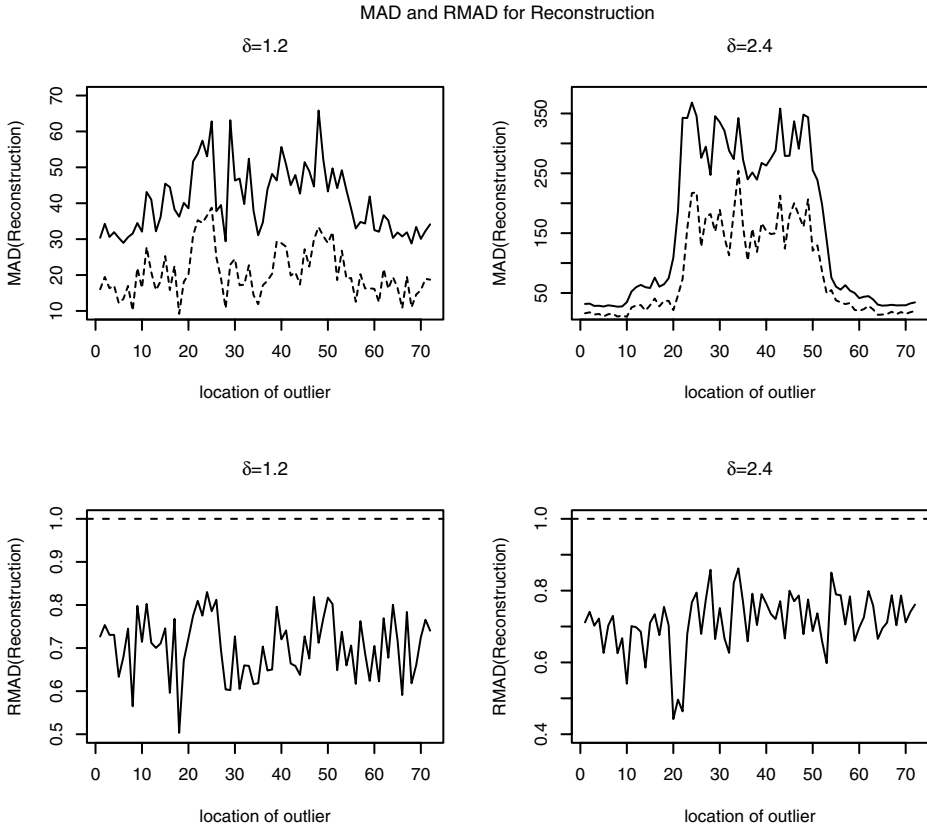 MAD and RMAD for Reconstruction
δ=1.2
MAD(Reconstruction)
70
60
50
40
30
20
10
0 10 20 30 40 50 60 70
location of outlier
δ=2.4
MAD(Reconstruction)
350
250
150
50
0 10 20 30 40 50 60 70
location of outlier
δ=1.2
RMAD(Reconstruction)
1.0
0.9
0.8
0.7
0.6
0.5
0 10 20 30 40 50 60 70
location of outlier
δ=2.4
RMAD(Reconstruction)
1.0
0.8
0.6
0.4
0 10 20 30 40 50 60 70
location of outlier